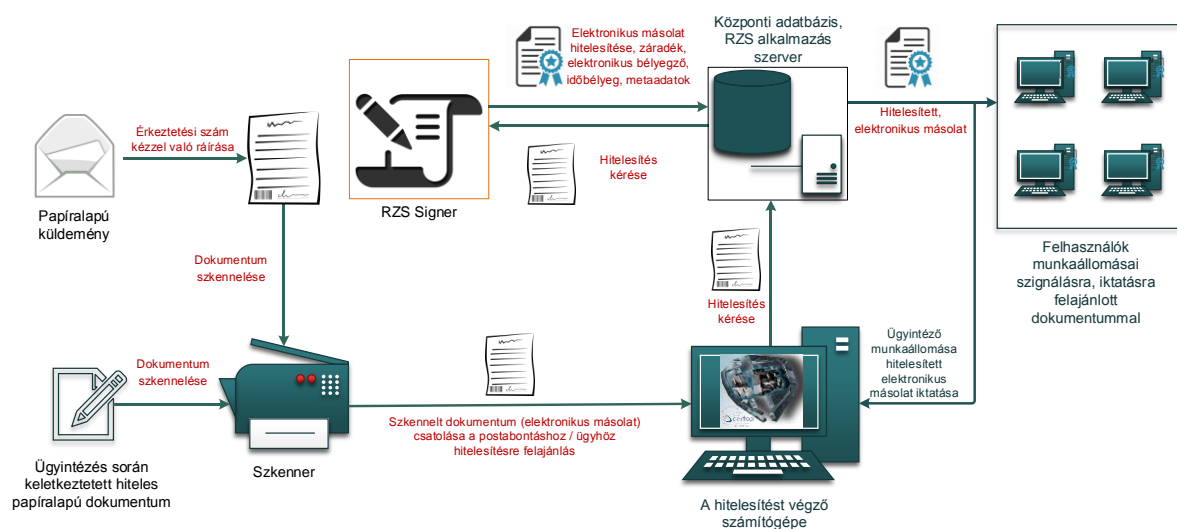 Elektronikus másolat
hitelesítése, záradék,
elektronikus bélyegző,
időbélyeg, metaadatok
Központi adatbázis,
RZS alkalmazás
szerver
Érkeztetési szám
kézzel való ráírása
Hitelesített,
elektronikus másolat
Hitelesítés
kérése
Papíralapú
küldemény
RZS Signer
Dokumentum
szkennelése
Hitelesítés
kérése
Felhasználók
munkaállomásai
szignálásra, iktatásra
felajánlott
dokumentummal
Dokumentum
szkennelése
Ügyintéző
munkaállomása
hitelesített
elektronikus
másolat iktatása
certop
Szkennelt dokumentum (elektronikus másolat)
csatolása a postabontáshoz / ügyhöz
hitelesítésre felajánlás
Szkenner
Ügyintézés során
keletkeztetett hiteles
papíralapú dokumentum
A hitelesítést végző
számítógépe